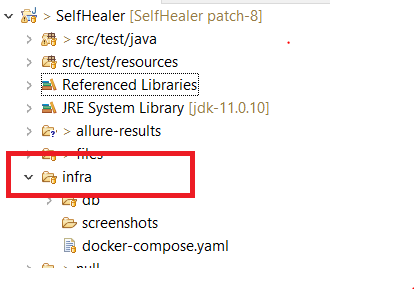 > SelfHealer [SelfHealer patch-8]
> src/test/java
src/test/resources
Referenced Libraries
JRE System Library [jdk-11.0.10]
> allure-results
> files
infra
db
screenshots
docker-compose.yaml
> null